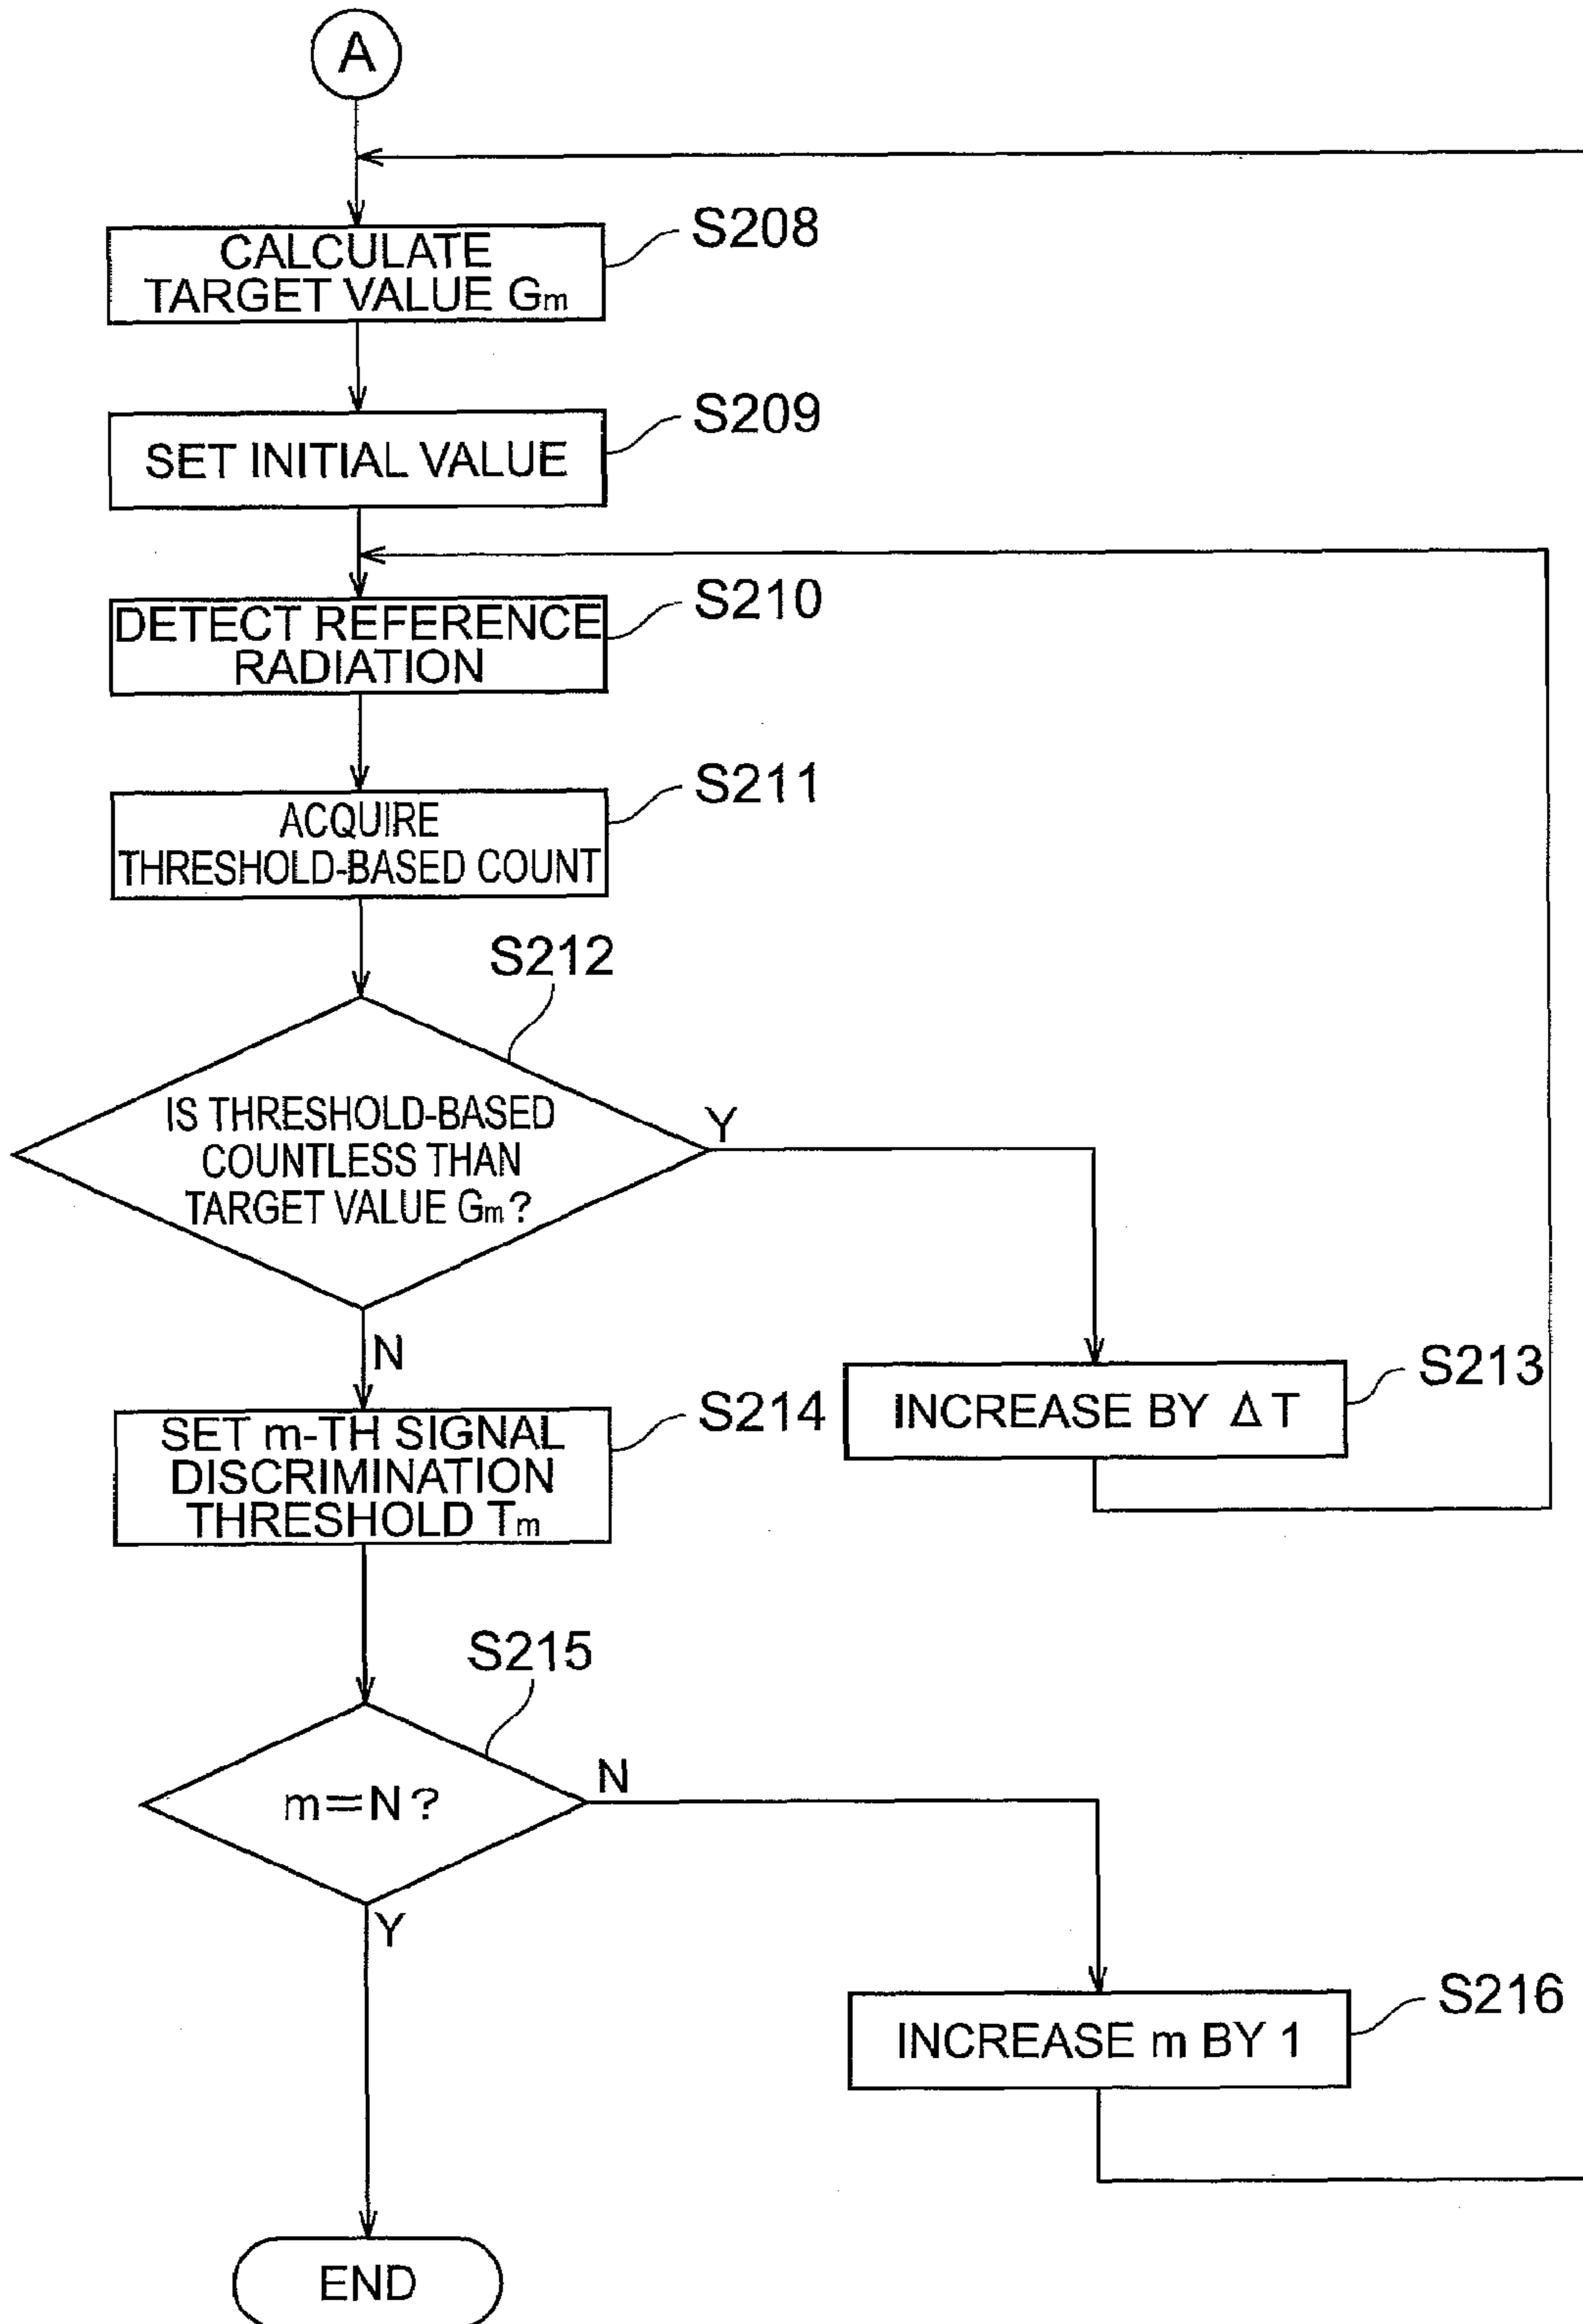 A
S208
CALCULATE
TARGET VALUE Gm
S209
SET INITIAL VALUE
S210
DETECT REFERENCE
RADIATION
S211
ACQUIRE
THRESHOLD-BASED COUNT
S212
IS THRESHOLD-BASED
COUNTLESS THAN
TARGET VALUE Gm?
Y
N
S213
INCREASE BY ΔT
S214
SET m-TH SIGNAL
DISCRIMINATION
THRESHOLD Tm
S215
m=N?
N
Y
S216
INCREASE m BY 1
END